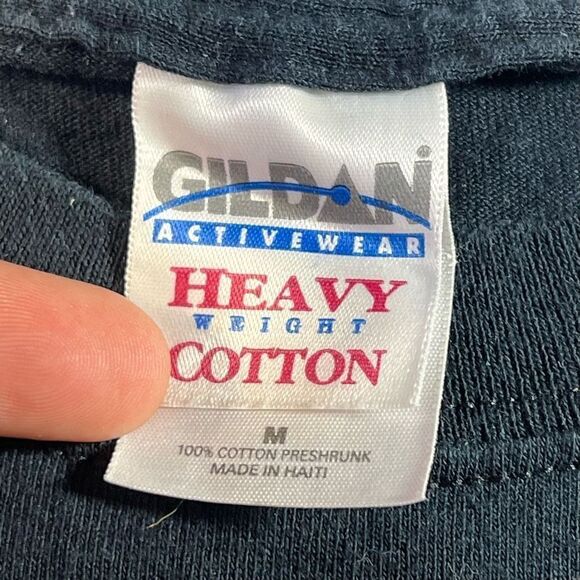 GILDAN®
ACTIVEWEAR
HEAVY
WEIGHT
COTTON
M
100% COTTON PRESHRUNK
MADE IN HAITI